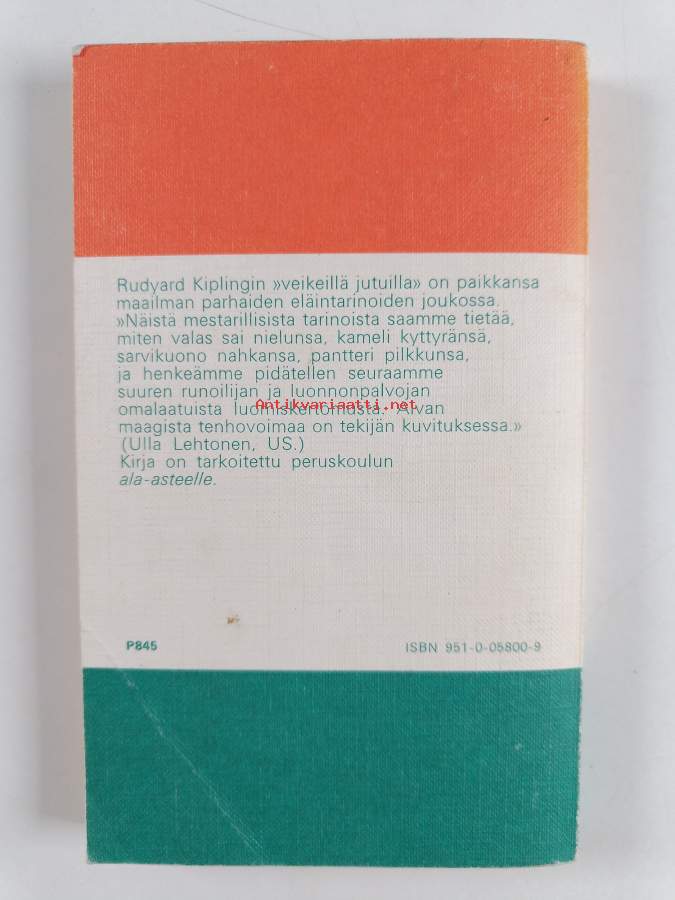 Rudyard Kiplingin »veikeillä jutuilla» on paikkansa
maailman parhaiden eläintarinoiden joukossa.
»Näistä mestarillisista tarinoista saamme tietää,
miten valas sai nielunsa, kameli kyttyränsä,
sarvikuono nahkansa, pantteri pilkkunsa,
ja henkeämme pidätellen seuraamme
suuren runoilijan ja luonnonpalvojan
omalaatuista luomiskertomusta. Aivan
Antikvariaatti.net
maagista tenhovoimaa on tekijän kuvituksessa.»
(Ulla Lehtonen, US.)
Kirja on tarkoitettu peruskoulun
ala-asteelle.
P845
ISBN 951-0-05800-9